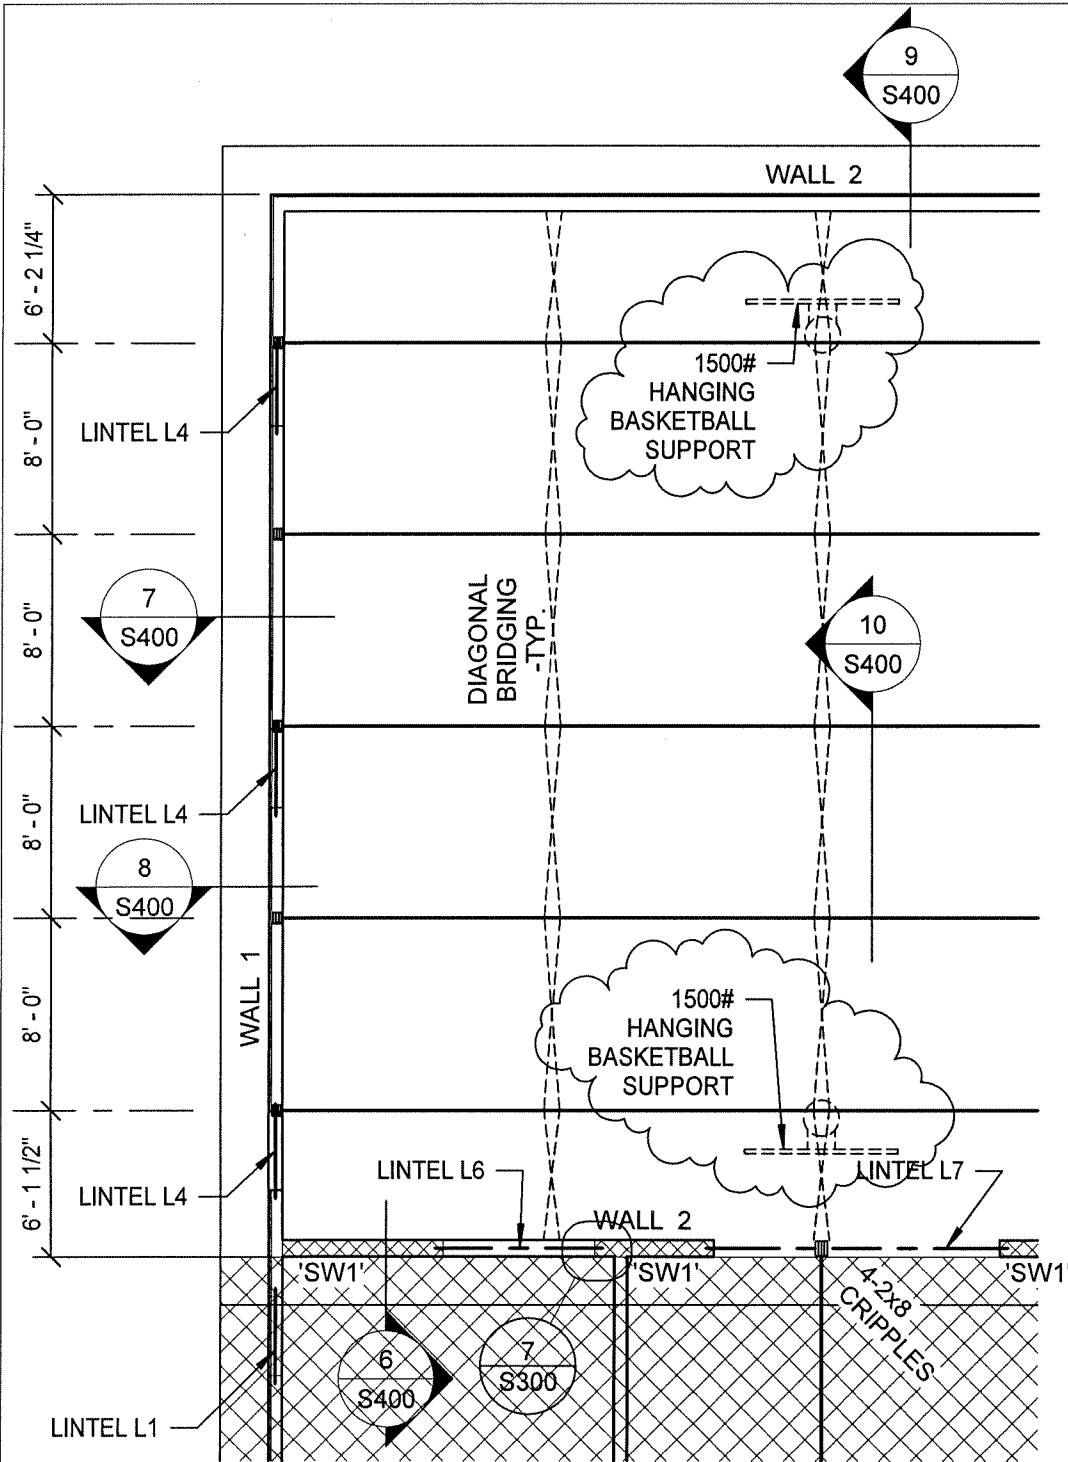 9
S400
WALL 2
6' - 2 1/4"
1500#
HANGING
BASKETBALL
SUPPORT
LINTEL L4
8' - 0"
7
S400
8' - 0"
DIAGONAL
BRIDGING
-TYP.
10
S400
LINTEL L4
8' - 0"
8
S400
WALL 1
8' - 0"
1500#
HANGING
BASKETBALL
SUPPORT
6' - 1 1/2"
LINTEL L4
LINTEL L6
LINTEL L7
WALL 2
'SW1'
'SW1'
'SW1'
4-2x8
CRIPPLES
6
S400
7
S300
LINTEL L1